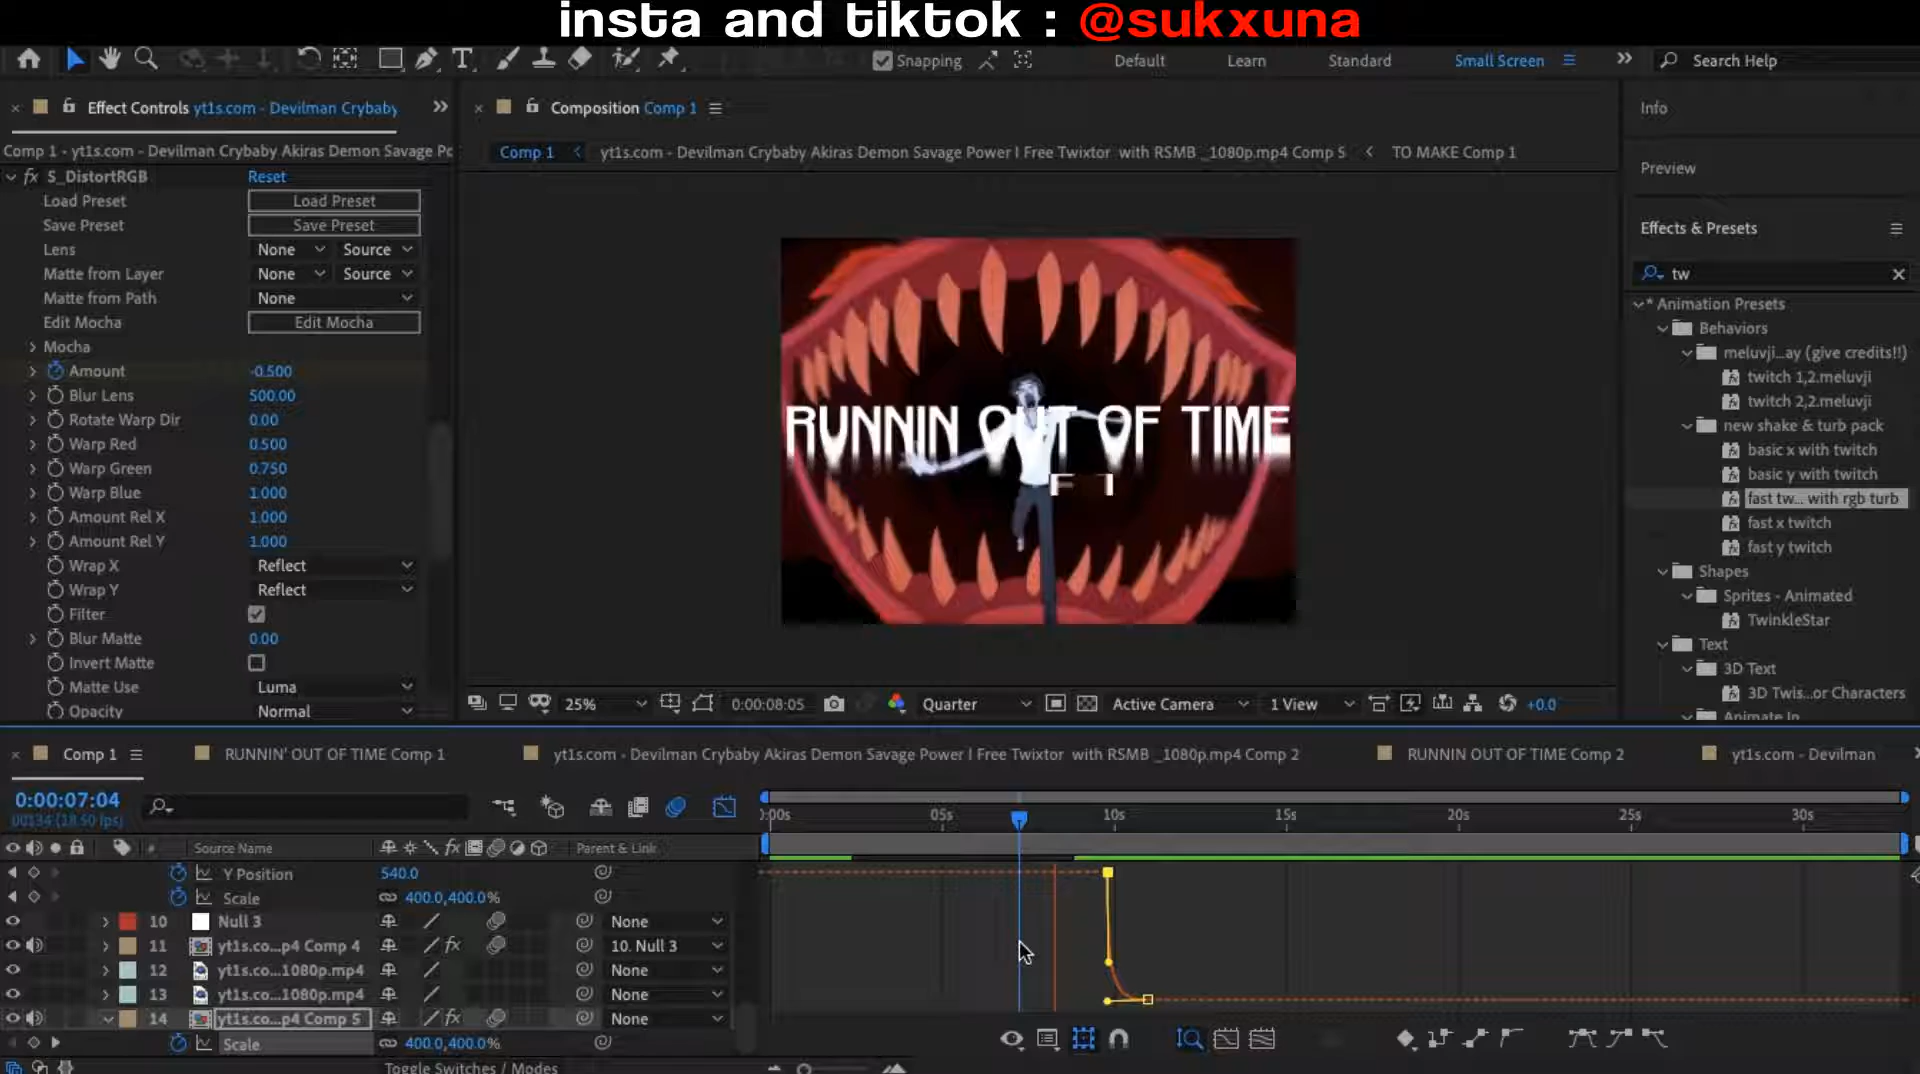 insta and tiktok : @sukxuna
Snapping
Default
Learn
Standard
Small Screen
Search Help
Effect Controls yt1s.com - Devilman Crybaby
Composition Comp 1
Info
Comp 1 - yt1s.com - Devilman Crybaby Akiras Demon Savage Po
Comp 1
yt1s.com - Devilman Crybaby Akiras Demon Savage Power l Free Twixtor with RSMB _1080p.mp4 Comp 5
TO MAKE Comp 1
Preview
fx S_DistortRGB Reset
Load Preset Load Preset
Save Preset Save Preset
Lens None Source
Matte from Layer None Source
Matte from Path None
Edit Mocha Edit Mocha
Mocha
Amount -0.500
Blur Lens 500.00
Rotate Warp Dir 0.00
Warp Red 0.500
Warp Green 0.750
Warp Blue 1.000
Amount Rel X 1.000
Amount Rel Y 1.000
Wrap X Reflect
Wrap Y Reflect
Filter
Blur Matte 0.00
Invert Matte
Matte Use Luma
Opacity Normal
RUNNIN OUT OF TIME
F I
25%
0:00:08:05
Quarter
Active Camera
1 View
+0.0
Effects & Presets
tw
* Animation Presets
Behaviors
meluvji...ay (give credits!!)
twitch 1,2.meluvji
twitch 2,2.meluvji
new shake & turb pack
basic x with twitch
basic y with twitch
fast tw... with rgb turb
fast x twitch
fast y twitch
Shapes
Sprites - Animated
TwinkleStar
Text
3D Text
3D Twis...or Characters
Animate In
Comp 1
RUNNIN' OUT OF TIME Comp 1
yt1s.com - Devilman Crybaby Akiras Demon Savage Power l Free Twixtor with RSMB _1080p.mp4 Comp 2
RUNNIN OUT OF TIME Comp 2
yt1s.com - Devilman
0:00:07:04
00134 (18.50 fps)
:00s 05s 10s 15s 20s 25s 30s
# Source Name fx Parent & Link
Y Position 540.0
Scale 400.0,400.0%
10 Null 3 None
11 yt1s.co...p4 Comp 4 fx 10. Null 3
12 yt1s.co...1080p.mp4 None
13 yt1s.co...1080p.mp4 None
14 yt1s.co...p4 Comp 5 fx None
Scale 400.0,400.0%
Toggle Switches / Modes